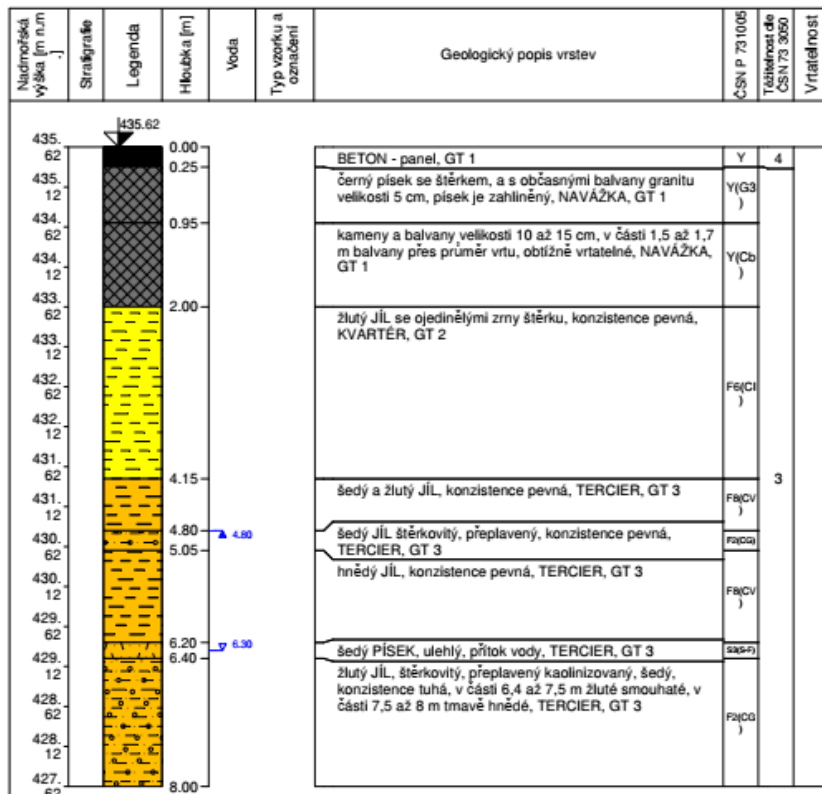 Nadmořská
výška [m n.m
.]
Stratigrafie
Legenda
Hloubka [m]
Voda
Typ vzorku a
označení
Geologický popis vrstev
ČSN P 731005
Těžitelnost dle
ČSN 73 3050
Vrtatelnost
435.62
435.
62
0.00
BETON - panel, GT 1
Y
4
0.25
435.
12
černý písek se štěrkem, a s občasnými balvany granitu
velikosti 5 cm, písek je zahliněný, NAVÁŽKA, GT 1
Y(G3
)
434.
62
0.95
kameny a balvany velikosti 10 až 15 cm, v části 1,5 až 1,7
m balvany přes průměr vrtu, obtížně vrtatelné, NAVÁŽKA,
GT 1
Y(Cb
)
434.
12
433.
62
2.00
žlutý JÍL se ojedinělými zrny štěrku, konzistence pevná,
KVARTÉR, GT 2
F6(CI
)
433.
12
432.
62
432.
12
431.
62
4.15
3
šedý a žlutý JÍL, konzistence pevná, TERCIER, GT 3
F8(CV
)
431.
12
4.80
4.80
šedý JÍL štěrkovitý, přeplavený, konzistence pevná,
TERCIER, GT 3
F2(CG)
430.
62
5.05
hnědý JÍL, konzistence pevná, TERCIER, GT 3
F8(CV
)
430.
12
429.
62
6.20
6.30
šedý PÍSEK, ulehlý, přítok vody, TERCIER, GT 3
S3(S-F)
429.
12
6.40
žlutý JÍL, štěrkovitý, přeplavený kaolinizovaný, šedý,
konzistence tuhá, v části 6,4 až 7,5 m žluté smouhaté, v
části 7,5 až 8 m tmavě hnědé, TERCIER, GT 3
F2(CG
)
428.
62
428.
12
427.
62
8.00